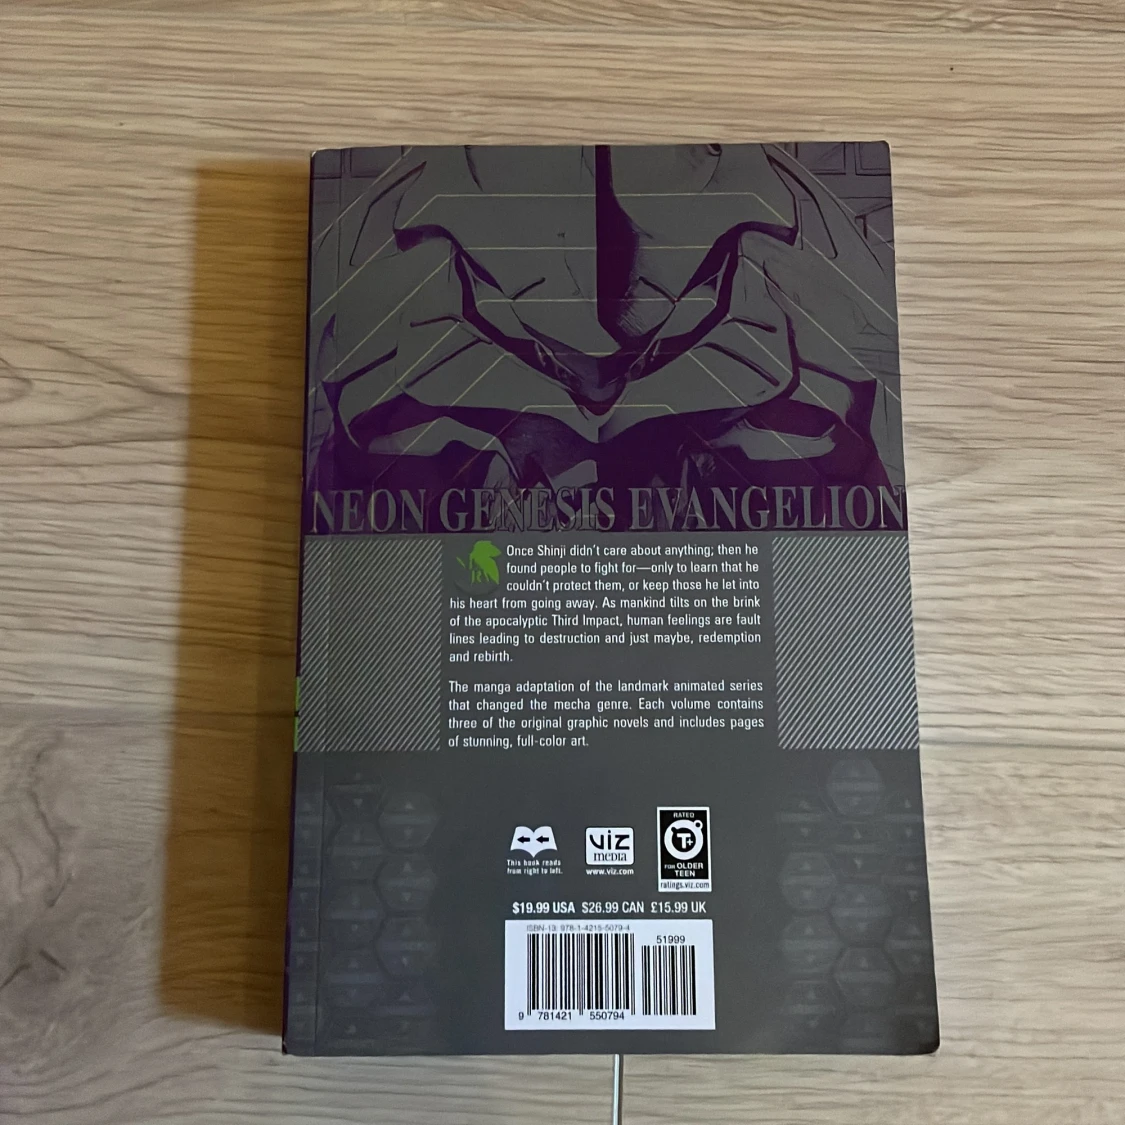 NEON GENESIS EVANGELION
Once Shinji didn't care about anything; then he
found people to fight for—only to learn that he
couldn't protect them, or keep those he let into
his heart from going away. As mankind tilts on the brink
of the apocalyptic Third Impact, human feelings are fault
lines leading to destruction and just maybe, redemption
and rebirth.
The manga adaptation of the landmark animated series
that changed the mecha genre. Each volume contains
three of the original graphic novels and includes pages
of stunning, full-color art.
This book reads
from right to left.
VIZ
media
www.viz.com
RATED
T+
FOR OLDER
TEEN
ratings.viz.com
$19.99 USA $26.99 CAN £15.99 UK
ISBN-13: 978-1-4215-5079-4
51999
9 781421 550794